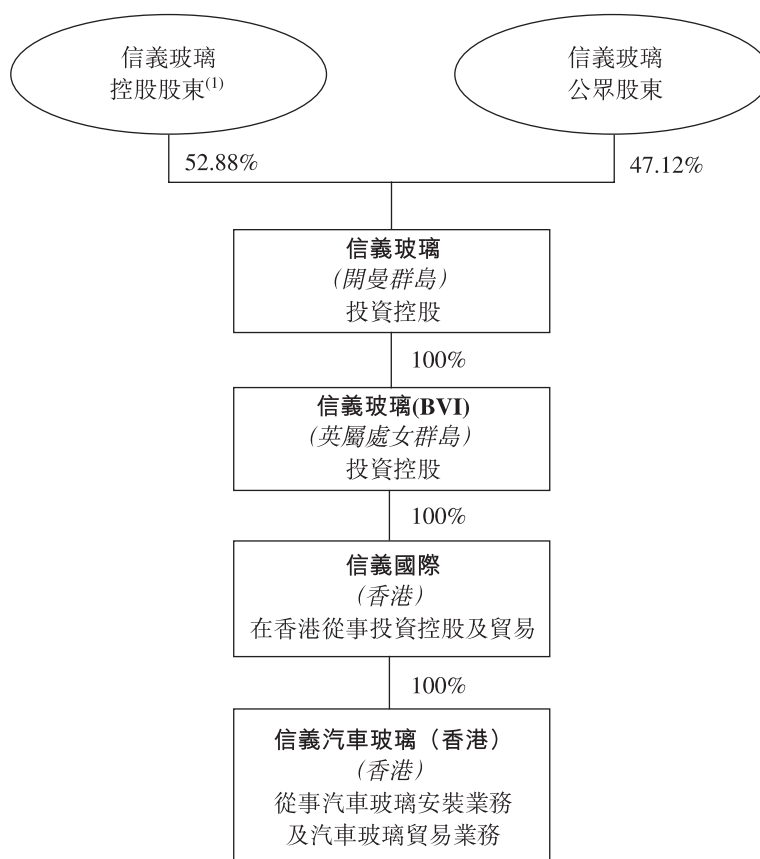 信義玻璃
控股股東(1)
信義玻璃
公眾股東
52.88%
47.12%
信義玻璃
(開曼群島)
投資控股
100%
信義玻璃(BVI)
(英屬處女群島)
投資控股
100%
信義國際
(香港)
在香港從事投資控股及貿易
100%
信義汽車玻璃（香港）
(香港)
從事汽車玻璃安裝業務
及汽車玻璃貿易業務